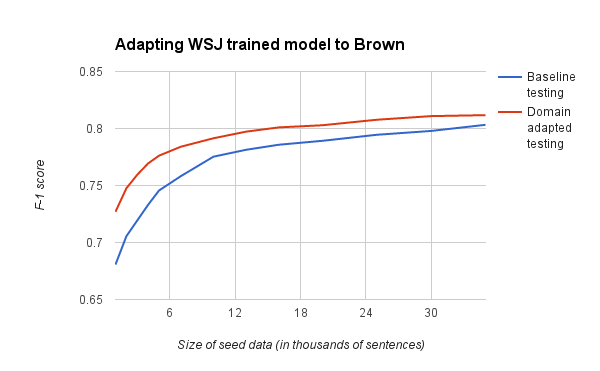 Adapting WSJ trained model to Brown
0.85
0.8
0.75
0.7
0.65
F-1 score
6 12 18 24 30
Size of seed data (in thousands of sentences)
Baseline
testing
Domain
adapted
testing